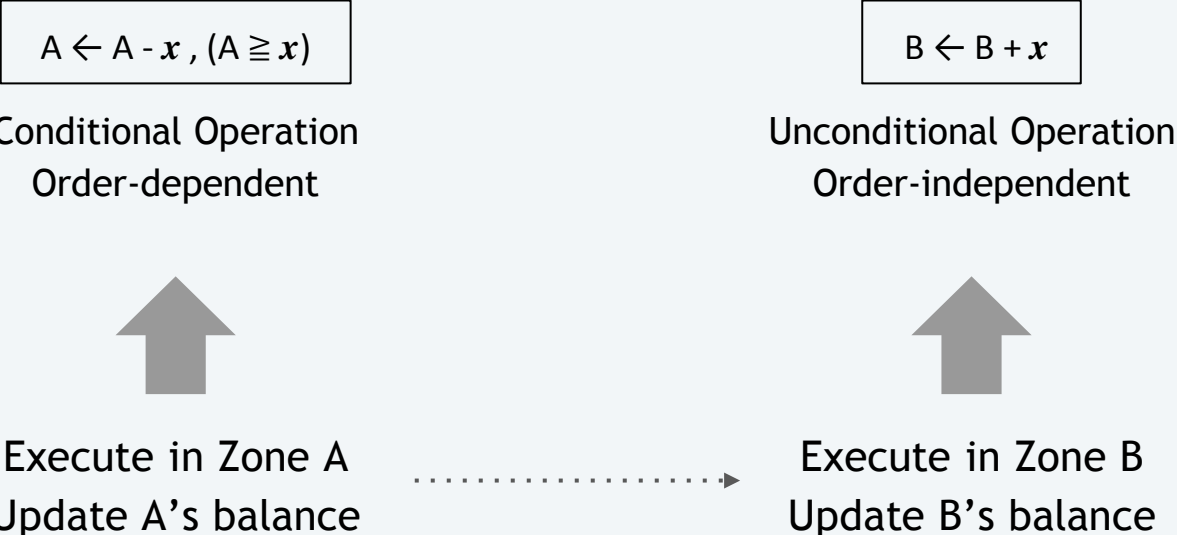 A ← A - x , (A ≧ x)
Conditional Operation
Order-dependent
Execute in Zone A
Update A’s balance
B ← B + x
Unconditional Operation
Order-independent
Execute in Zone B
Update B’s balance